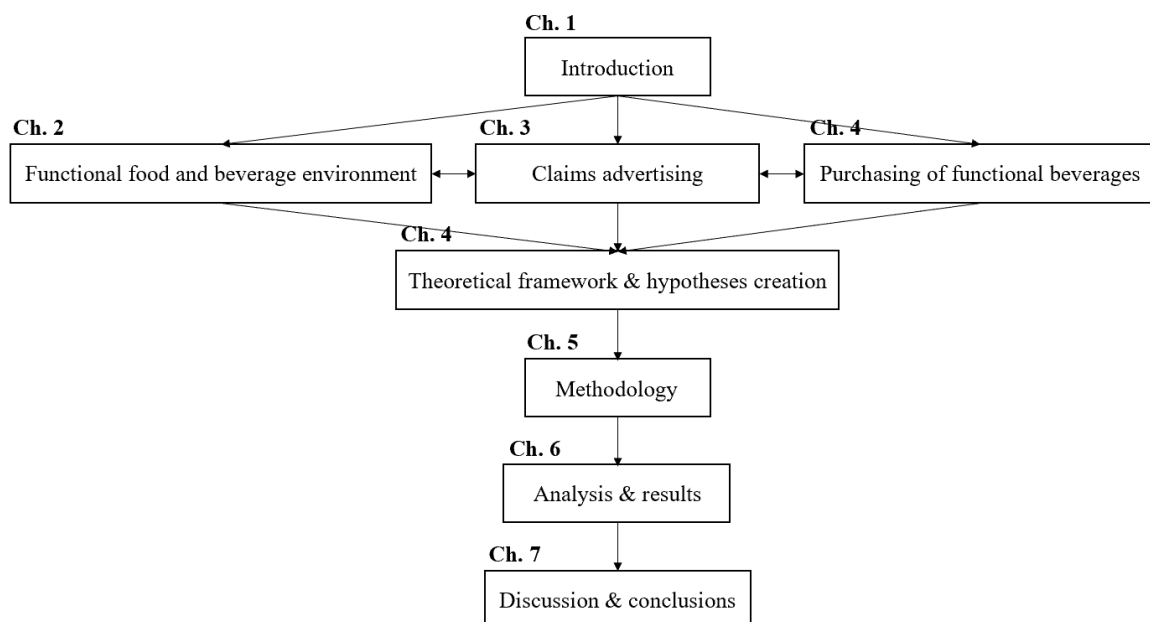 Ch. 1
Introduction
Ch. 2
Functional food and beverage environment
Ch. 3
Claims advertising
Ch. 4
Purchasing of functional beverages
Ch. 4
Theoretical framework & hypotheses creation
Ch. 5
Methodology
Ch. 6
Analysis & results
Ch. 7
Discussion & conclusions